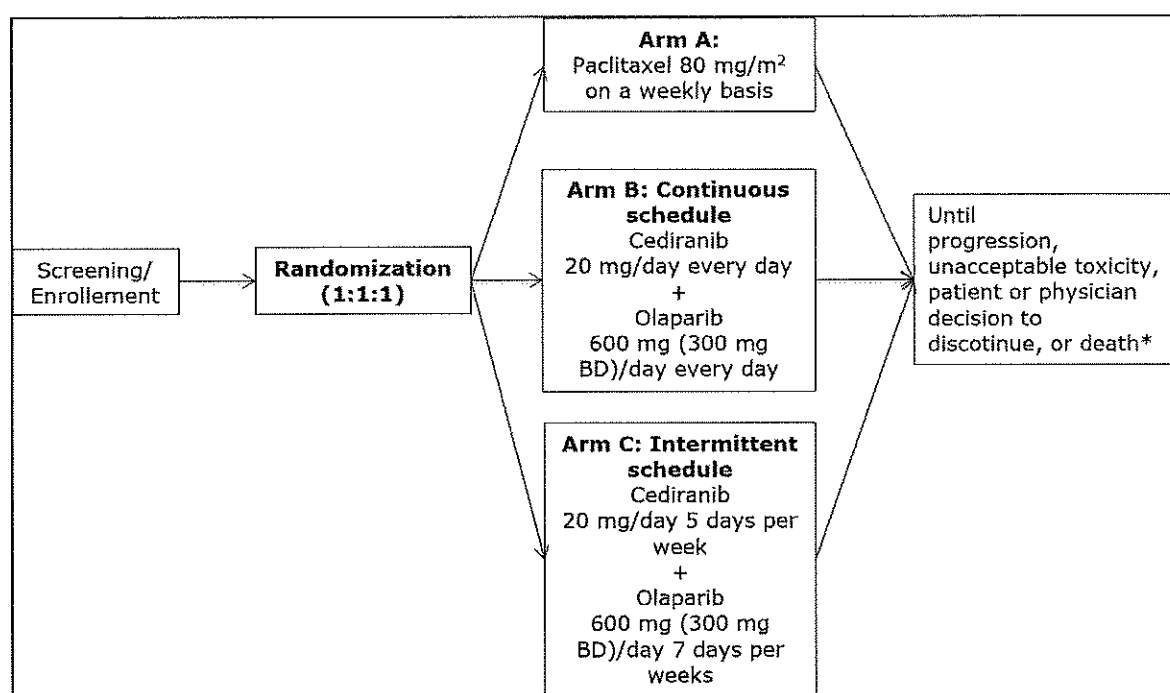 Screening/
Enrollement
Randomization
(1:1:1)
Arm A:
Paclitaxel 80 mg/m²
on a weekly basis
Arm B: Continuous
schedule
Cediranib
20 mg/day every day
+
Olaparib
600 mg (300 mg
BD)/day every day
Arm C: Intermittent
schedule
Cediranib
20 mg/day 5 days per
week
+
Olaparib
600 mg (300 mg
BD)/day 7 days per
weeks
Until
progression,
unacceptable toxicity,
patient or physician
decision to
discotinue, or death*